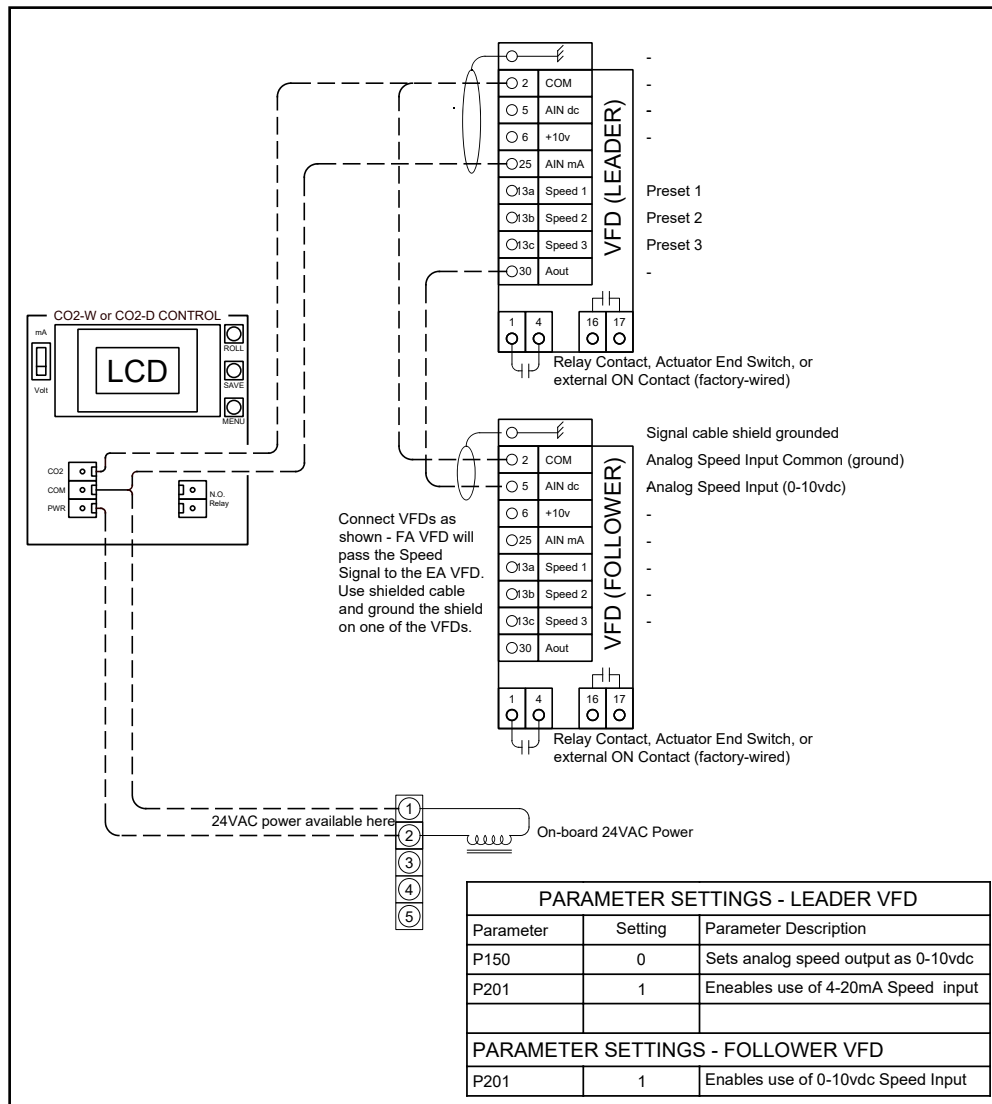 -
2 COM -
5 AIN dc -
6 +10v -
25 AIN mA -
13a Speed 1 Preset 1
13b Speed 2 Preset 2
13c Speed 3 Preset 3
30 Aout -
VFD (LEADER)
1 4 16 17
Relay Contact, Actuator End Switch, or
external ON Contact (factory-wired)
CO2-W or CO2-D CONTROL
mA
Volt
LCD
ROLL
SAVE
MENU
CO2
COM
PWR
N.O.
Relay
Signal cable shield grounded
2 COM Analog Speed Input Common (ground)
5 AIN dc Analog Speed Input (0-10vdc)
6 +10v -
25 AIN mA -
13a Speed 1 -
13b Speed 2 -
13c Speed 3 -
30 Aout
VFD (FOLLOWER)
1 4 16 17
Relay Contact, Actuator End Switch, or
external ON Contact (factory-wired)
Connect VFDs as
shown - FA VFD will
pass the Speed
Signal to the EA VFD.
Use shielded cable
and ground the shield
on one of the VFDs.
24VAC power available here
1
2
3
4
5
On-board 24VAC Power
PARAMETER SETTINGS - LEADER VFD
Parameter Setting Parameter Description
P150 0 Sets analog speed output as 0-10vdc
P201 1 Eneables use of 4-20mA Speed input
PARAMETER SETTINGS - FOLLOWER VFD
P201 1 Enables use of 0-10vdc Speed Input